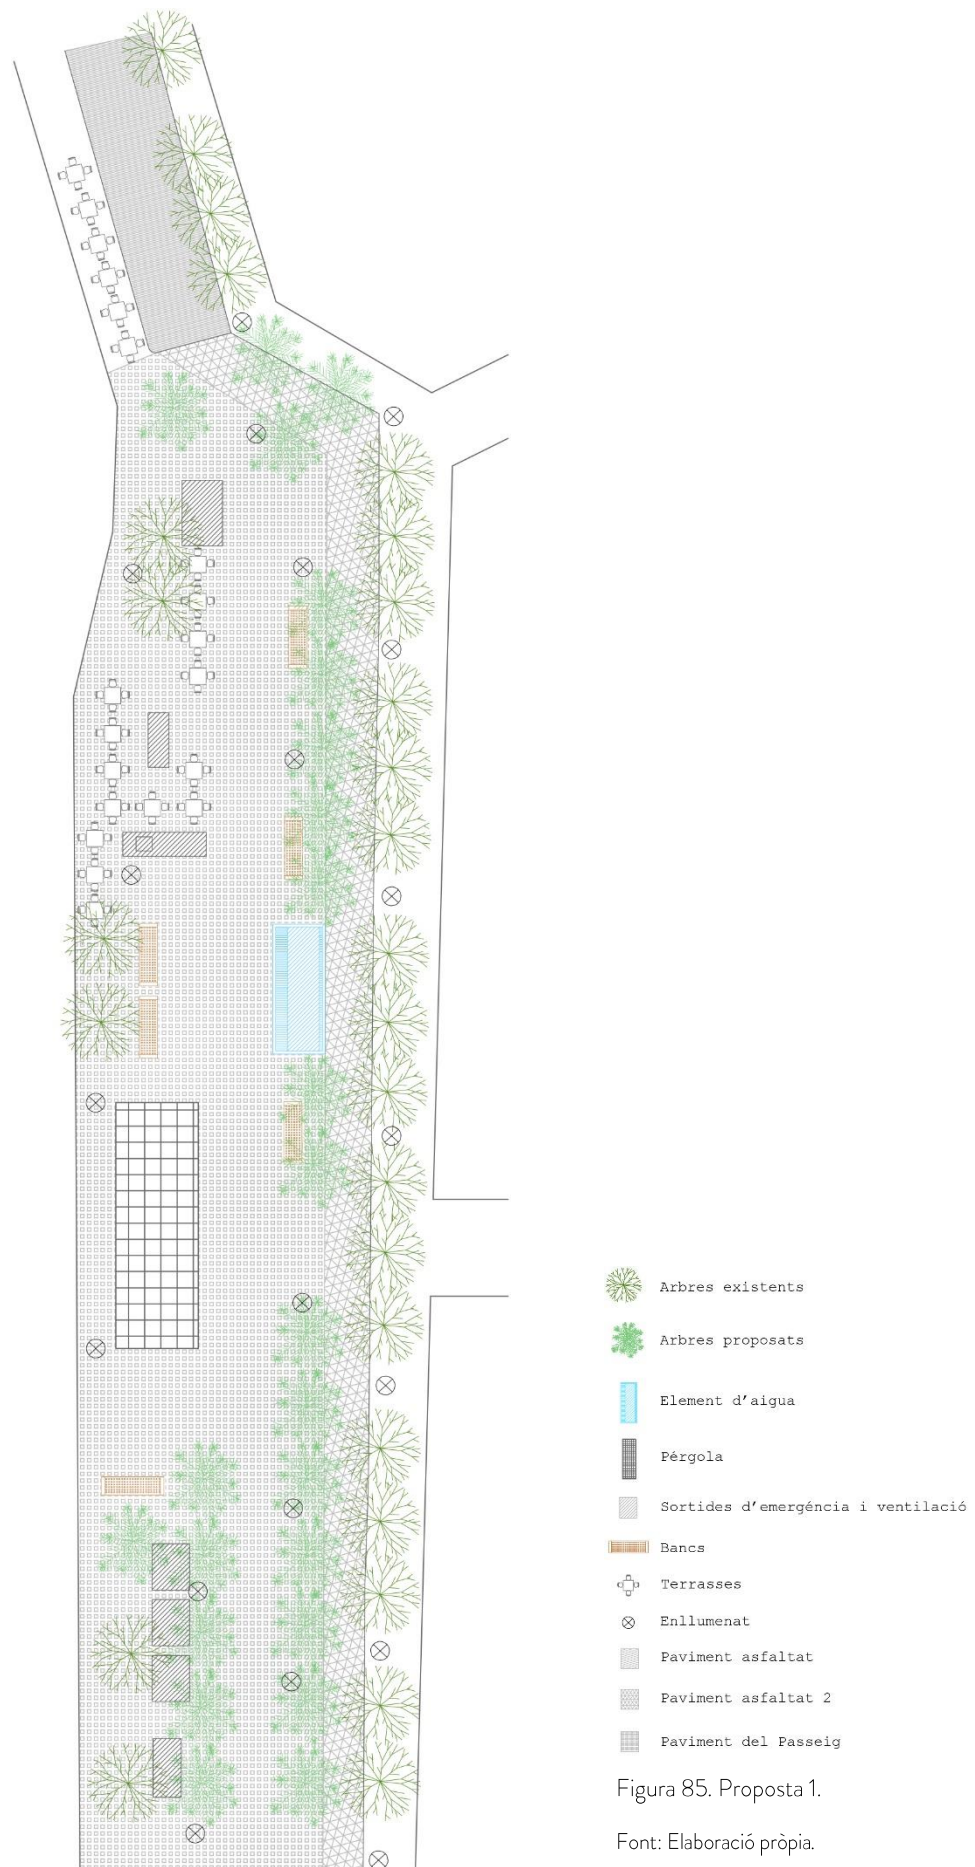 Arbres existents
Arbres proposats
Element d'aigua
Pérgola
Sortides d'emergéncia i ventilació
Bancs
Terrasses
Enllumenat
Paviment asfaltat
Paviment asfaltat 2
Paviment del Passeig
Figura 85. Proposta 1.
Font: Elaboració pròpia.